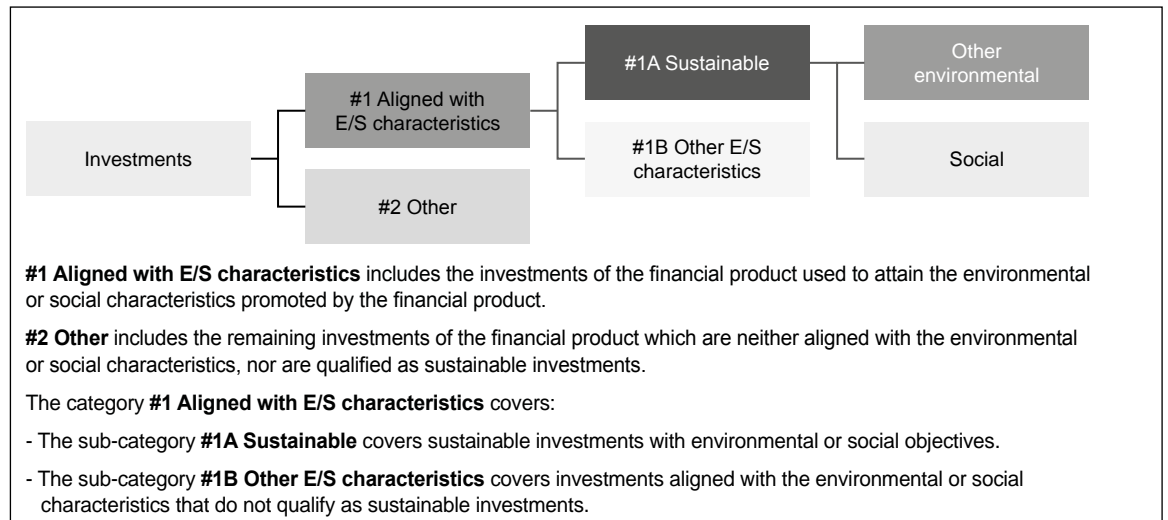 Investments
#1 Aligned with
E/S characteristics
#2 Other
#1A Sustainable
#1B Other E/S
characteristics
Other
environmental
Social
#1 Aligned with E/S characteristics includes the investments of the financial product used to attain the environmental
or social characteristics promoted by the financial product.
#2 Other includes the remaining investments of the financial product which are neither aligned with the environmental
or social characteristics, nor are qualified as sustainable investments.
The category #1 Aligned with E/S characteristics covers:
- The sub-category #1A Sustainable covers sustainable investments with environmental or social objectives.
- The sub-category #1B Other E/S characteristics covers investments aligned with the environmental or social
characteristics that do not qualify as sustainable investments.